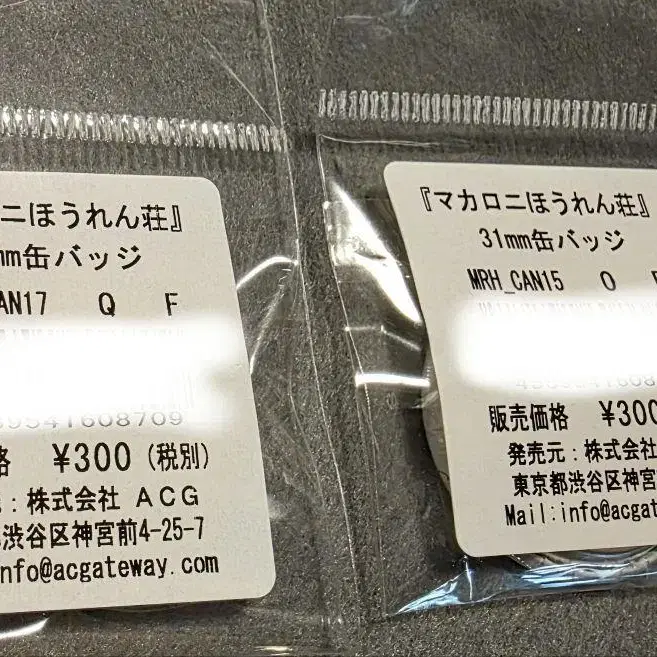 ニほうれん荘』
mm缶バッジ
AN17 Q F
09541608709
格 ¥300 (税別)
:株式会社 ACG
渋谷区神宮前4-25-7
nfo@acgateway.com
『マカロニほうれん荘』
31mm缶バッジ
MRH_CAN15 O
販売価格 ¥300
発売元:株式会社
東京都渋谷区神宮
Mail:info@acgat